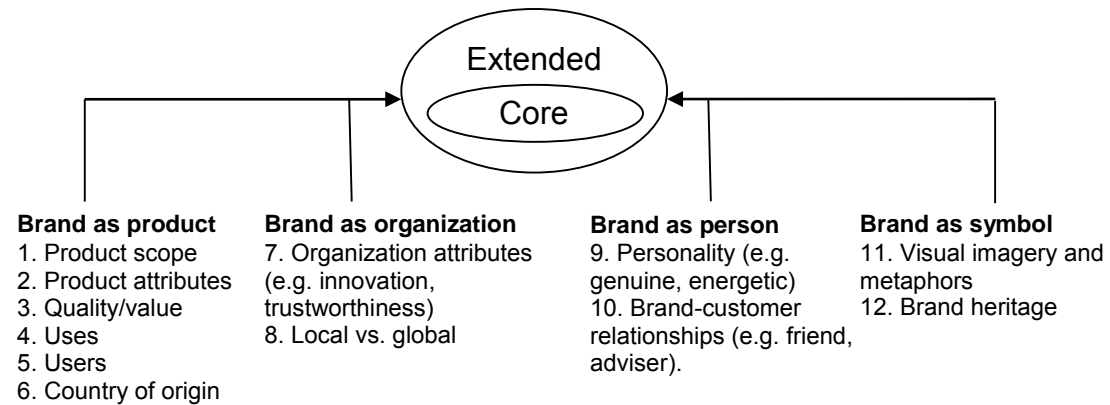 Extended
Core
Brand as product
1. Product scope
2. Product attributes
3. Quality/value
4. Uses
5. Users
6. Country of origin
Brand as organization
7. Organization attributes
(e.g. innovation,
trustworthiness)
8. Local vs. global
Brand as person
9. Personality (e.g.
genuine, energetic)
10. Brand-customer
relationships (e.g. friend,
adviser).
Brand as symbol
11. Visual imagery and
metaphors
12. Brand heritage